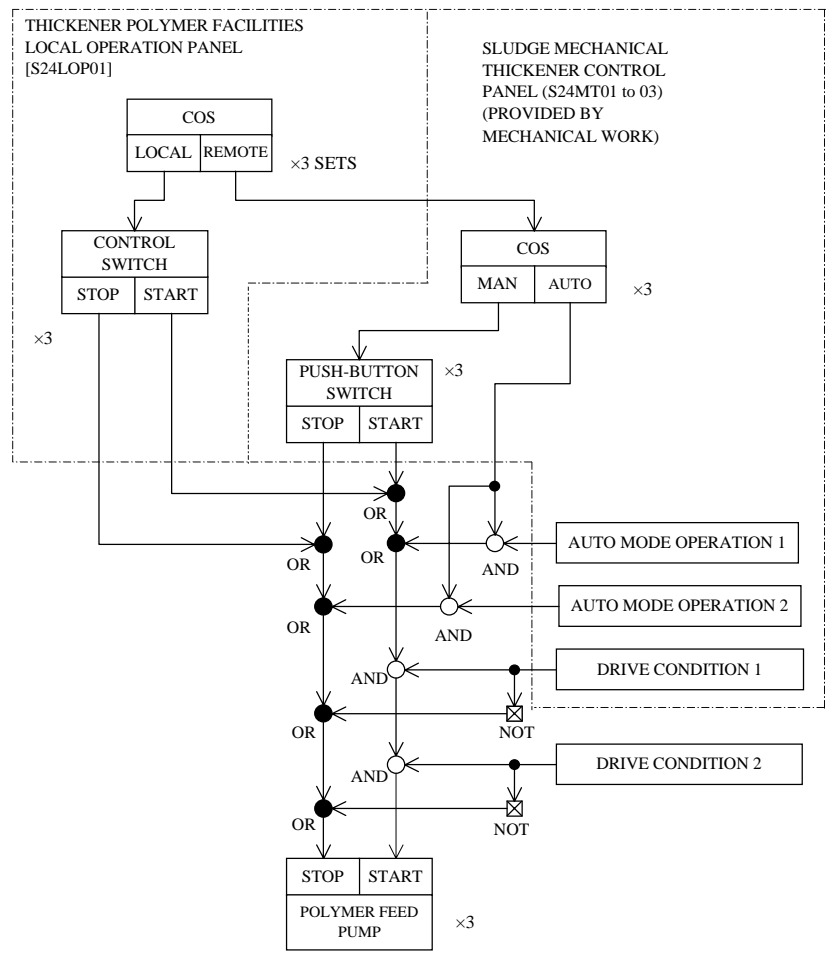 THICKENER POLYMER FACILITIES
LOCAL OPERATION PANEL
[S24LOP01]
SLUDGE MECHANICAL
THICKENER CONTROL
PANEL (S24MT01 to 03)
(PROVIDED BY
MECHANICAL WORK)
COS
LOCAL REMOTE
×3 SETS
CONTROL
SWITCH
STOP START
×3
COS
MAN AUTO
×3
PUSH-BUTTON
SWITCH
×3
STOP START
OR
OR
OR
AND
AUTO MODE OPERATION 1
OR
AND
AUTO MODE OPERATION 2
AND
DRIVE CONDITION 1
OR
NOT
AND
DRIVE CONDITION 2
OR
NOT
STOP START
POLYMER FEED
PUMP
×3